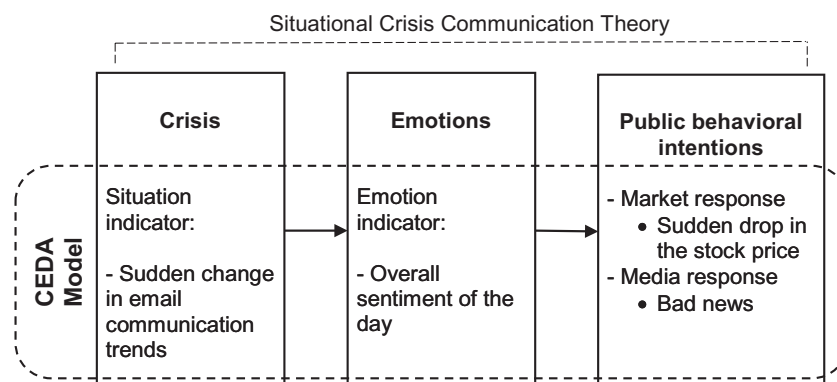 Situational Crisis Communication Theory
Crisis
Emotions
Public behavioral
intentions
CEDA
Model
Situation
indicator:
- Sudden change
in email
communication
trends
Emotion
indicator:
- Overall
sentiment of the
day
- Market response
• Sudden drop in
the stock price
- Media response
• Bad news